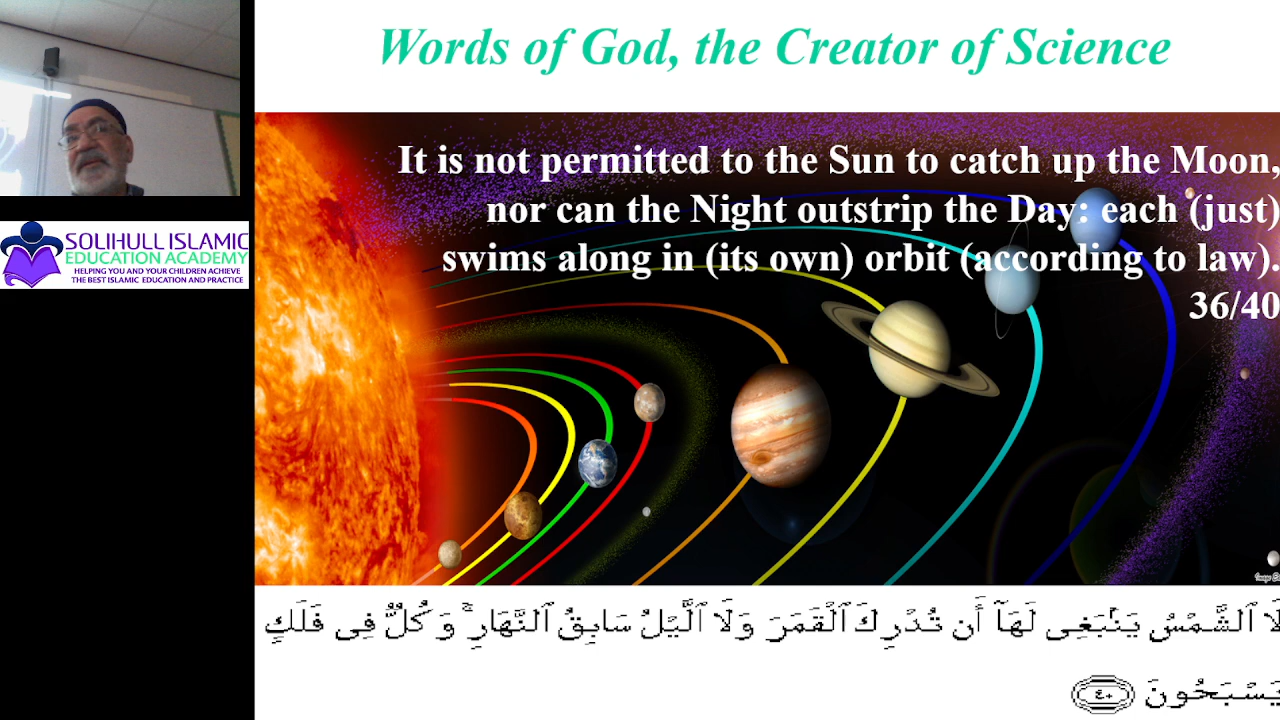 Words of God, the Creator of Science
It is not permitted to the Sun to catch up the Moon,
nor can the Night outstrip the Day: each (just)
swims along in (its own) orbit (according to law).
36/40
SOLIHULL ISLAMIC
EDUCATION ACADEMY
HELPING YOU AND YOUR CHILDREN ACHIEVE
THE BEST ISLAMIC EDUCATION AND PRACTICE
لَا ٱلشَّمْسُ يَنۢبَغِى لَهَآ أَن تُدْرِكَ ٱلْقَمَرَ وَلَا ٱلَّيْلُ سَابِقُ ٱلنَّهَارِ ۚ وَكُلٌّ فِى فَلَكٍ
يَسْبَحُونَ ٤٠